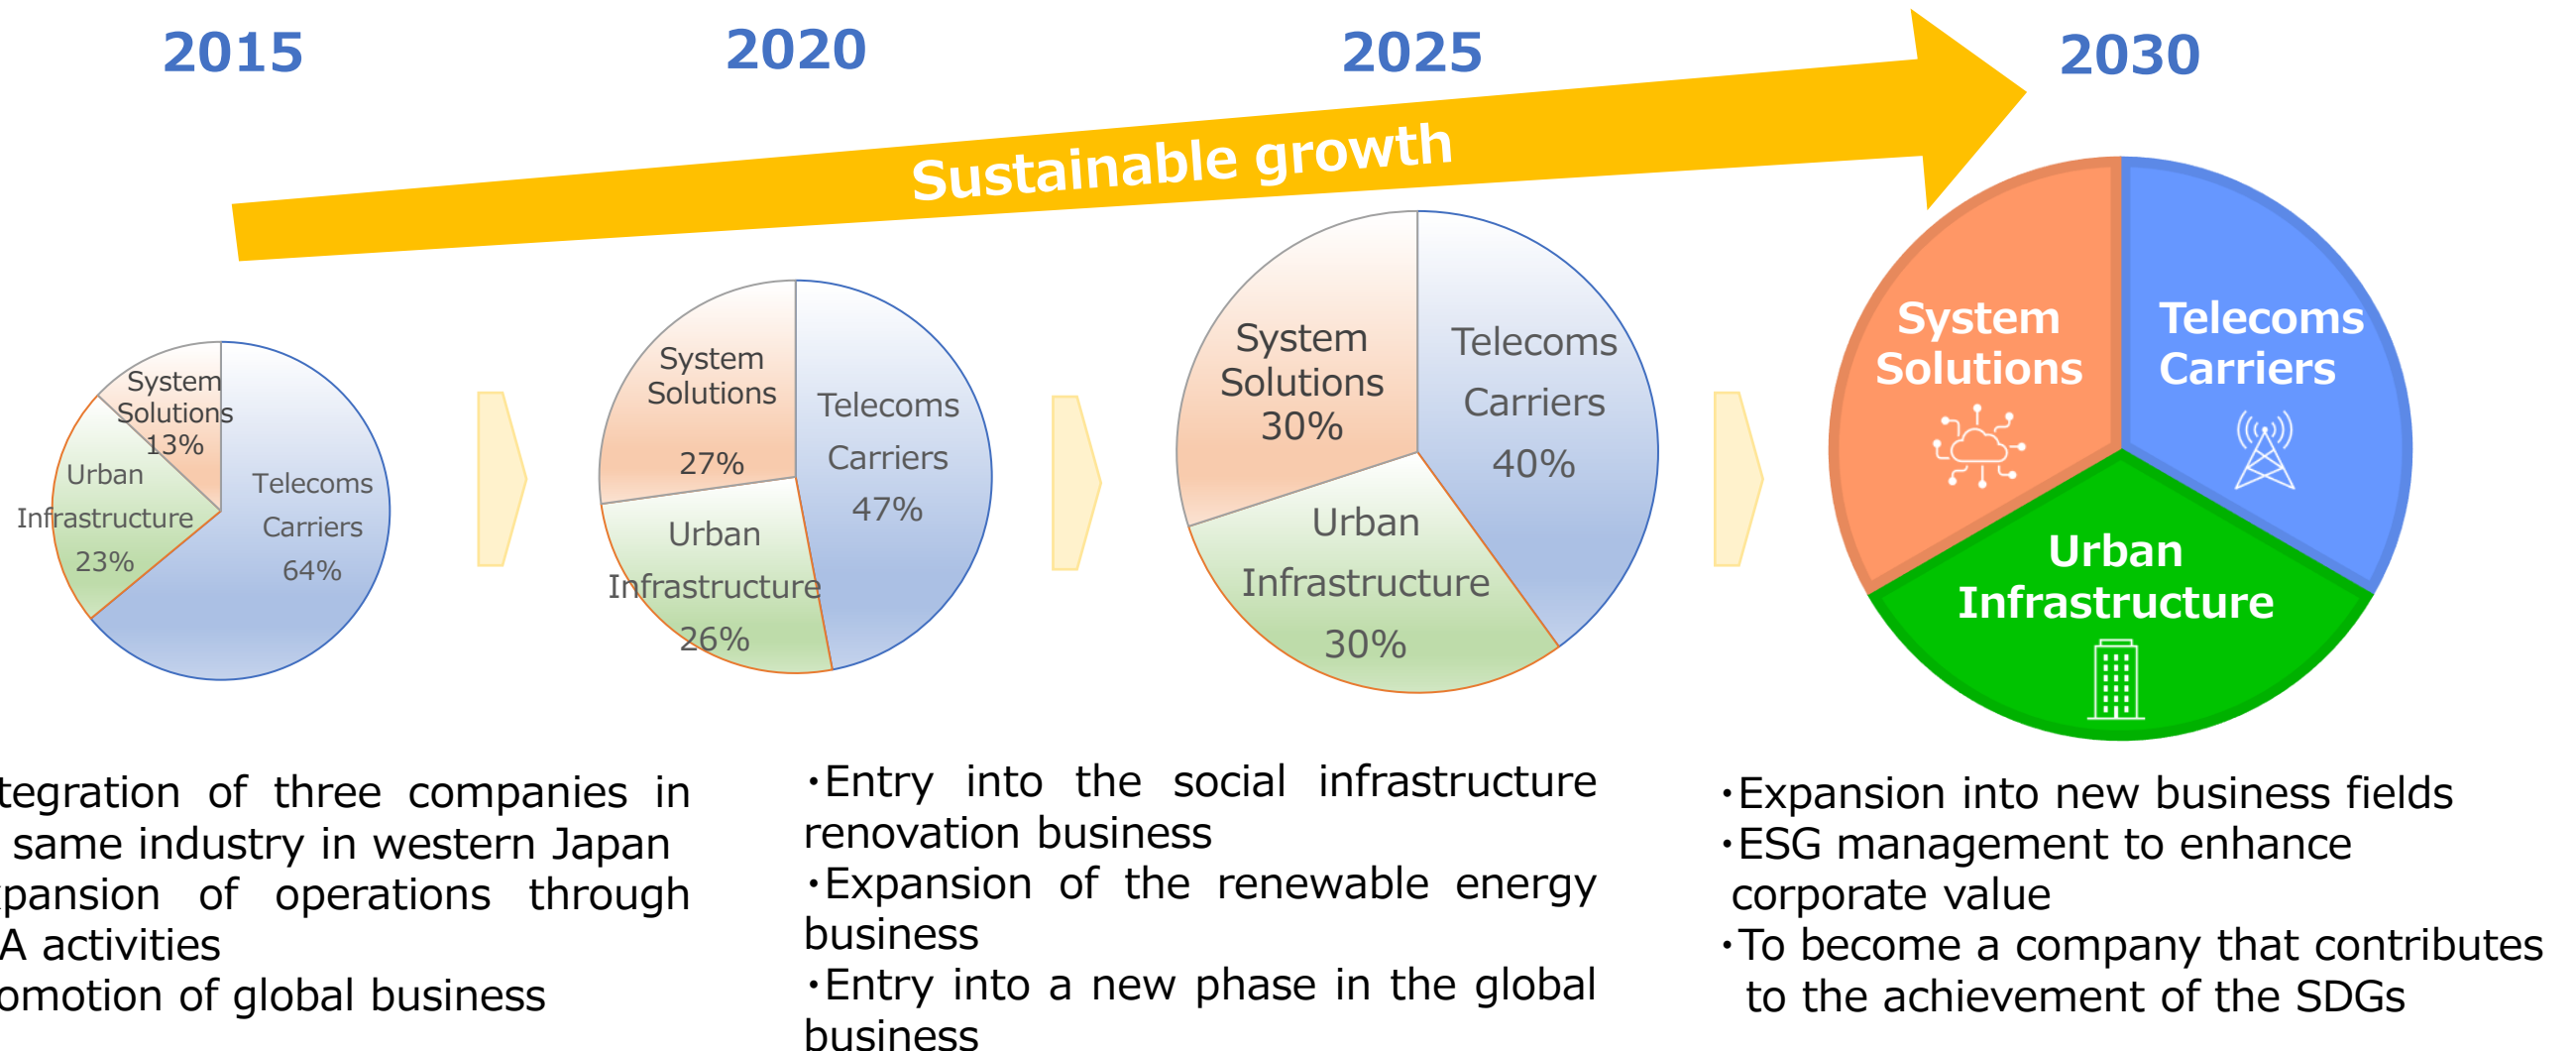 2015
2020
2025
2030
Sustainable growth
System
Solutions
13%
Urban
Infrastructure
23%
Telecoms
Carriers
64%
System
Solutions
27%
Telecoms
Carriers
47%
Urban
Infrastructure
26%
System
Solutions
30%
Telecoms
Carriers
40%
Urban
Infrastructure
30%
System
Solutions
Telecoms
Carriers
Urban
Infrastructure
tegration of three companies in
same industry in western Japan
pansion of operations through
A activities
omotion of global business
・Entry into the social infrastructure
renovation business
・Expansion of the renewable energy
business
・Entry into a new phase in the global
business
・Expansion into new business fields
・ESG management to enhance
corporate value
・To become a company that contributes
to the achievement of the SDGs